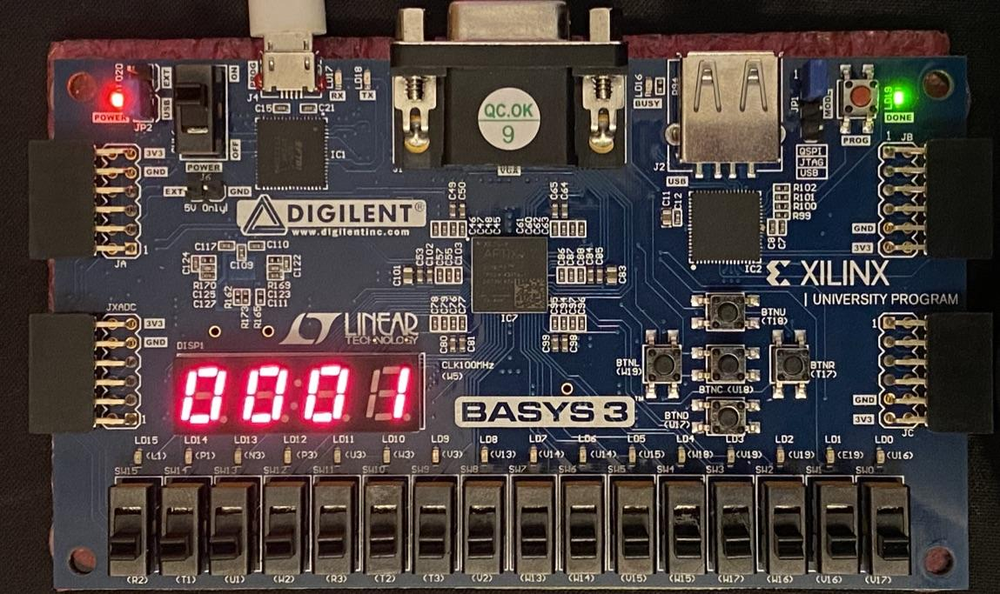 LD20
POWER
JP2
EXT
USB
ON
OFF
POWER
J6
EXT
GND
5V Only!
PROG
J4
LD17
RX
LD18
TX
C15
C21
IC1
QC.OK
9
J1
VGA
LD16
BUSY
R94
J2
USB
JP1
MODE
PROG
LD19
DONE
QSPI
JTAG
USB
3V3
GND
JA
1
1
JB
GND
3V3
DIGILENT®
www.digilentinc.com
C49
C50
C65
C64
C46
C47
C48
C45
C61
C60
C62
C63
C11
C12
R102
R101
R100
R99
C8
C7
IC2
C117
C110
C109
C124
C122
R170
C125
C127
R162
R173
R165
R169
C123
C111
C101
C53
C102
C57
C55
C103
C86
C87
C88
C84
C85
C83
ARTIX
IC7
C78
C79
C76
C77
C80
C81
C95
C94
C97
C96
C99
C98
XILINX
UNIVERSITY PROGRAM
JXADC
3V3
GND
1
LINEAR
TECHNOLOGY
DISP1
0001
CLK100MHz
(W5)
BASYS 3™
BTNU
(T18)
BTNL
(W19)
BTNC (U18)
BTNR
(T17)
BTND
(U17)
1
GND
3V3
JC
LD15 LD14 LD13 LD12 LD11 LD10 LD9 LD8 LD7 LD6 LD5 LD4 LD3 LD2 LD1 LD0
(L1) (P1) (N3) (P3) (U3) (W3) (V3) (V13) (V14) (U14) (U15) (W18) (V19) (U19) (E19) (U16)
SW15 SW14 SW13 SW12 SW11 SW10 SW9 SW8 SW7 SW6 SW5 SW4 SW3 SW2 SW1 SW0
(R2) (T1) (U1) (W2) (R3) (T2) (T3) (V2) (W13) (W14) (V15) (W15) (W17) (W16) (V16) (V17)